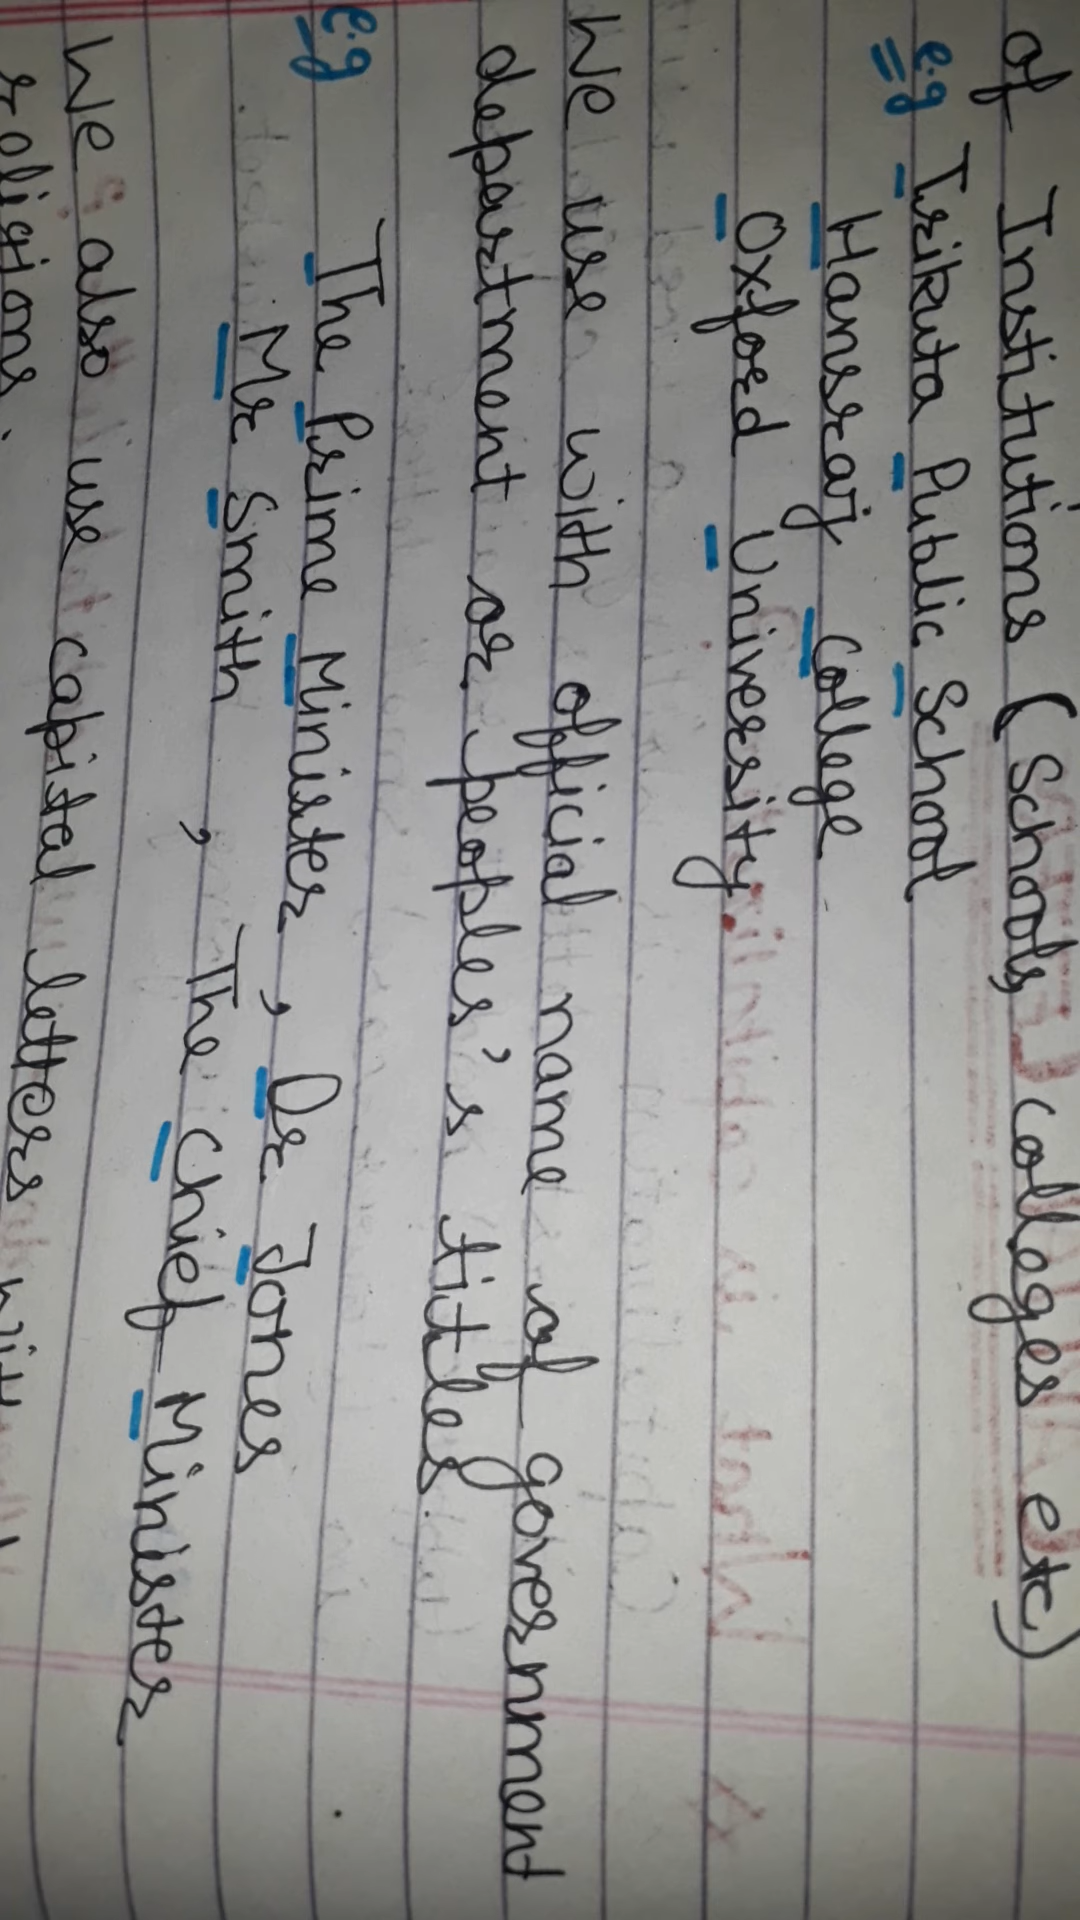 of Institutions (Schools, Colleges etc)
e.g Trikuta Public School
Hansraj College
Oxford University.
We use with official name of government
department or peoples's titles.
e.g The Prime Minister, Dr Jones
Mr Smith, The Chief Minister
We also use capital letters with
religions.